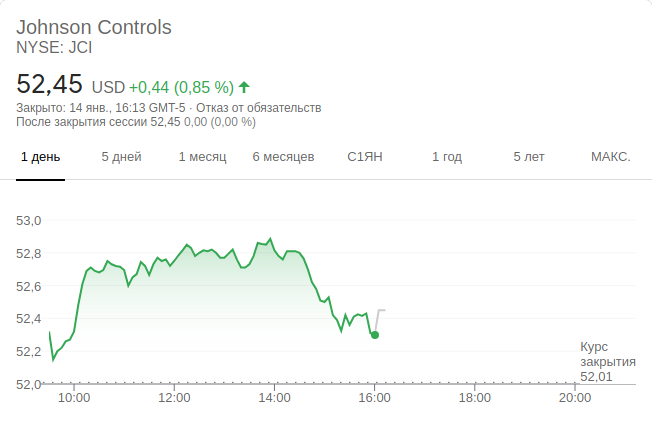 Johnson Controls
NYSE: JCI
52,45 USD +0,44 (0,85 %)
Закрыто: 14 янв., 16:13 GMT-5 · Отказ от обязательств
После закрытия сессии 52,45 0,00 (0,00 %)
1 день 5 дней 1 месяц 6 месяцев С1ЯН 1 год 5 лет МАКС.
53,0
52,8
52,6
52,4
52,2
Курс
закрытия
52,01
52,0
10:00 12:00 14:00 16:00 18:00 20:00